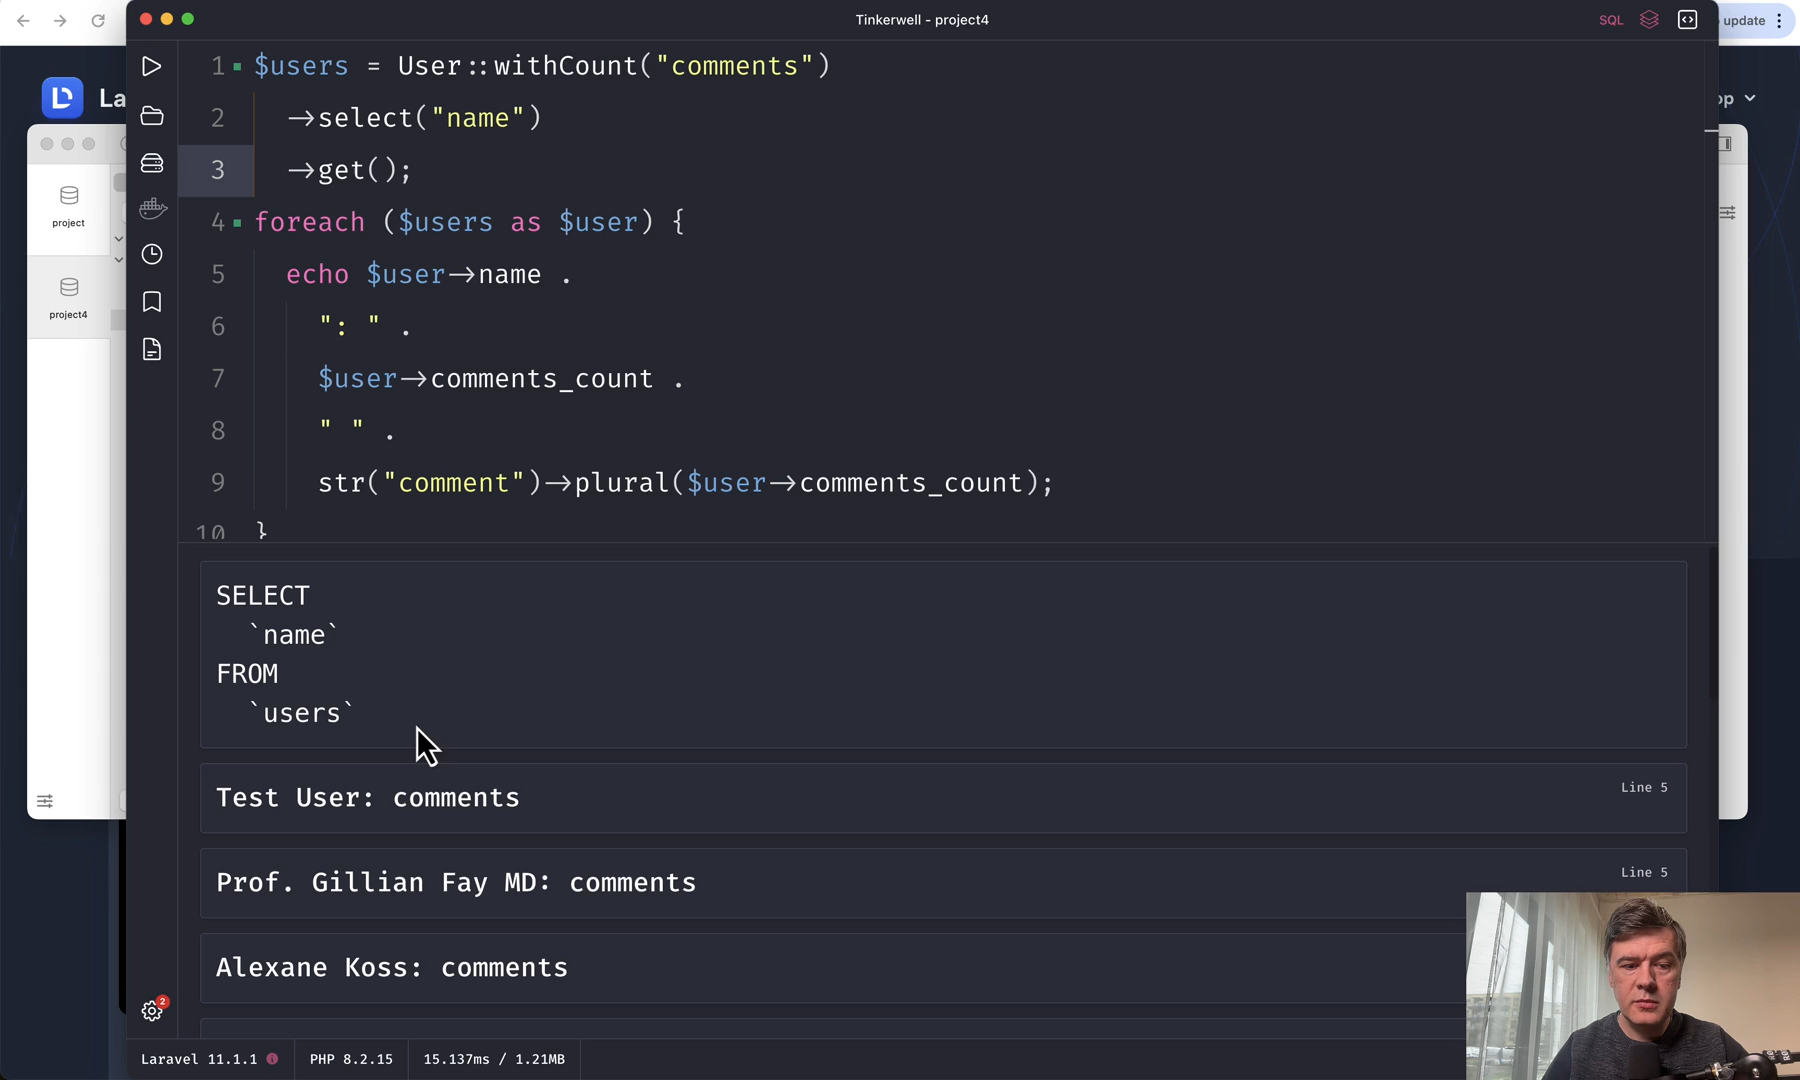 Tinkerwell - project4
SQL
update
La
op
project
project4
1 $users = User::withCount("comments")
2 ->select("name")
3 ->get();
4 foreach ($users as $user) {
5 echo $user->name .
6 ": " .
7 $user->comments_count .
8 " " .
9 str("comment")->plural($user->comments_count);
10 }
SELECT
`name`
FROM
`users`
Test User: comments
Line 5
Prof. Gillian Fay MD: comments
Line 5
Alexane Koss: comments
2
Laravel 11.1.1
PHP 8.2.15
15.137ms / 1.21MB